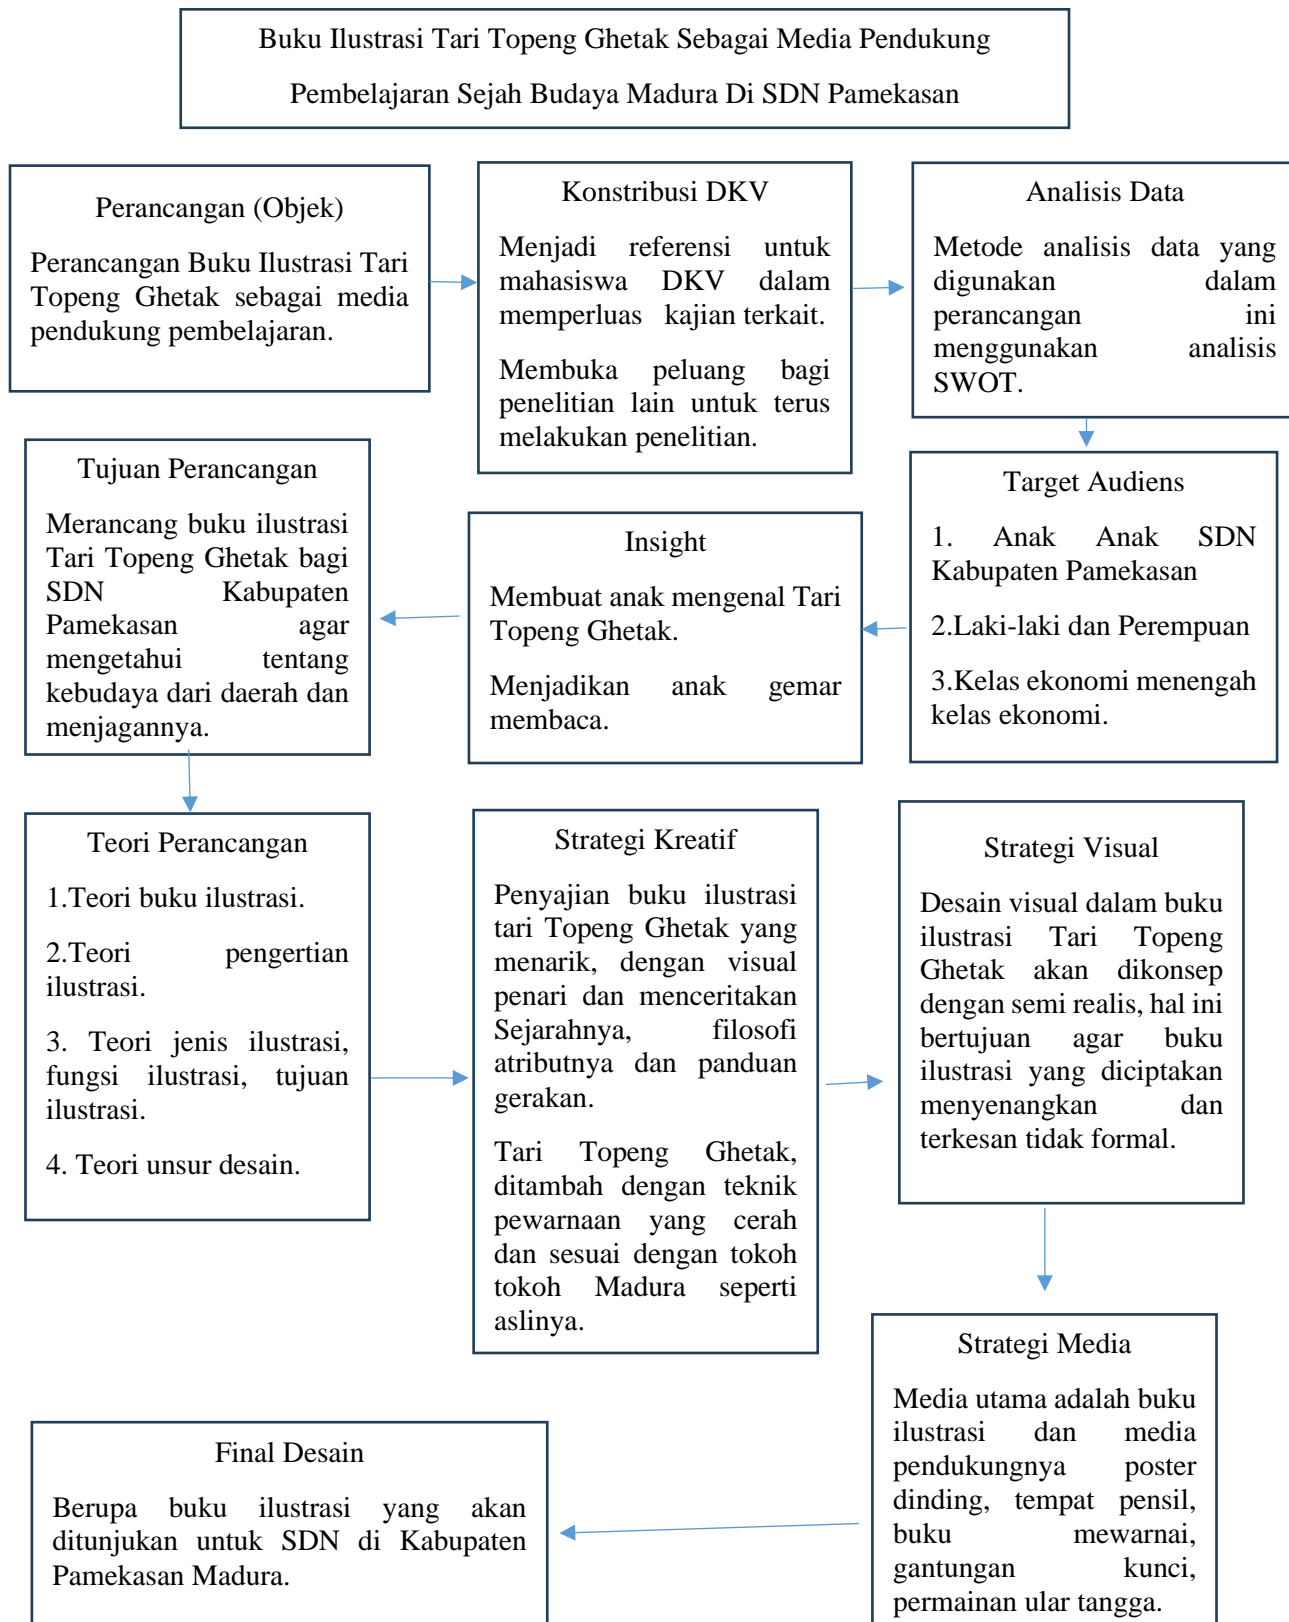 Buku Ilustrasi Tari Topeng Ghetak Sebagai Media Pendukung
Pembelajaran Sejah Budaya Madura Di SDN Pamekasan
Perancangan (Objek)
Perancangan Buku Ilustrasi Tari
Topeng Ghetak sebagai media
pendukung pembelajaran.
Konstribusi DKV
Menjadi referensi untuk
mahasiswa DKV dalam
memperluas kajian terkait.
Membuka peluang bagi
penelitian lain untuk terus
melakukan penelitian.
Analisis Data
Metode analisis data yang
digunakan dalam
perancangan ini
menggunakan analisis
SWOT.
Target Audiens
1. Anak Anak SDN
Kabupaten Pamekasan
2.Laki-laki dan Perempuan
3.Kelas ekonomi menengah
kelas ekonomi.
Insight
Membuat anak mengenal Tari
Topeng Ghetak.
Menjadikan anak gemar
membaca.
Tujuan Perancangan
Merancang buku ilustrasi
Tari Topeng Ghetak bagi
SDN Kabupaten
Pamekasan agar
mengetahui tentang
kebudaya dari daerah dan
menjagannya.
Teori Perancangan
1.Teori buku ilustrasi.
2.Teori pengertian
ilustrasi.
3. Teori jenis ilustrasi,
fungsi ilustrasi, tujuan
ilustrasi.
4. Teori unsur desain.
Strategi Kreatif
Penyajian buku ilustrasi
tari Topeng Ghetak yang
menarik, dengan visual
penari dan menceritakan
Sejarahnya, filosofi
atributnya dan panduan
gerakan.
Tari Topeng Ghetak,
ditambah dengan teknik
pewarnaan yang cerah
dan sesuai dengan tokoh
tokoh Madura seperti
aslinya.
Strategi Visual
Desain visual dalam buku
ilustrasi Tari Topeng
Ghetak akan dikonsep
dengan semi realis, hal ini
bertujuan agar buku
ilustrasi yang diciptakan
menyenangkan dan
terkesan tidak formal.
Strategi Media
Media utama adalah buku
ilustrasi dan media
pendukungnya poster
dinding, tempat pensil,
buku mewarnai,
gantungan kunci,
permainan ular tangga.
Final Desain
Berupa buku ilustrasi yang akan
ditunjukan untuk SDN di Kabupaten
Pamekasan Madura.